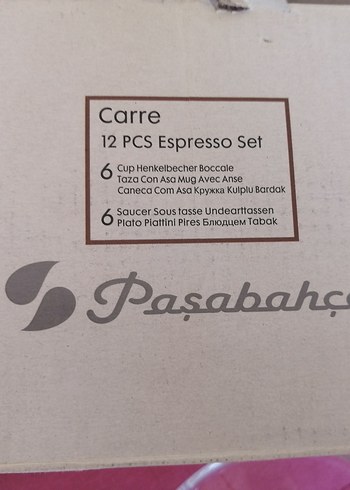 Carre
12 PCS Espresso Set
6 Cup Henkelbecher Boccale
Taza Con Asa Mug Avec Anse
Caneca Com Asa Кружка Kulplu Bardak
6 Saucer Sous tasse Undearttassen
Plato Piattini Pires Блюдцем Tabak
Paşabahçe